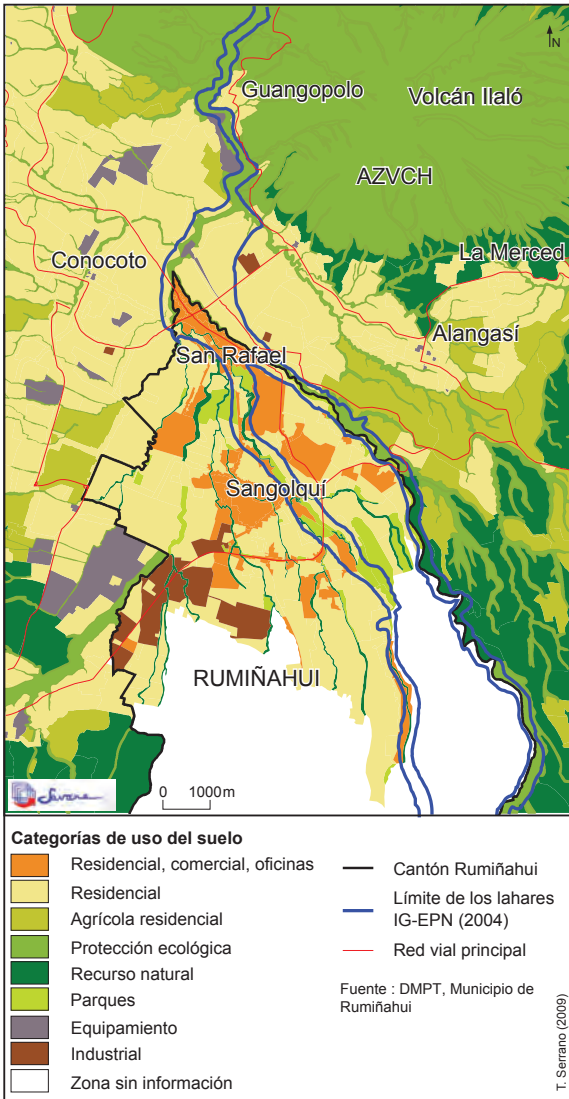 N
Guangopolo
Volcán Ilaló
AZVCH
La Merced
Conocoto
Alangasí
San Rafael
Sangolquí
RUMIÑAHUI
0 1000 m
Savane
Categorías de uso del suelo
Residencial, comercial, oficinas
Residencial
Agrícola residencial
Protección ecológica
Recurso natural
Parques
Equipamiento
Industrial
Zona sin información
Cantón Rumiñahui
Límite de los lahares
IG-EPN (2004)
Red vial principal
Fuente : DMPT, Municipio de
Rumiñahui
T. Serrano (2009)